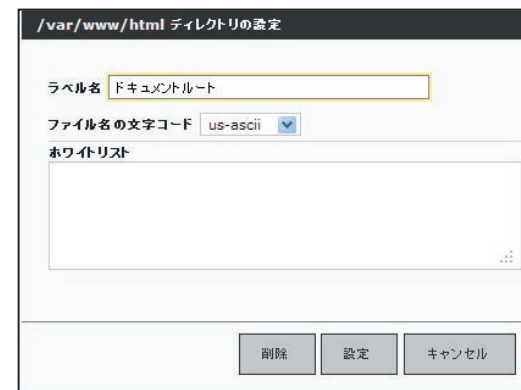 /var/www/html ディレクトリの設定
ラベル名 ドキュメントルート
ファイル名の文字コード us-ascii
ホワイトリスト
削除 設定 キャンセル